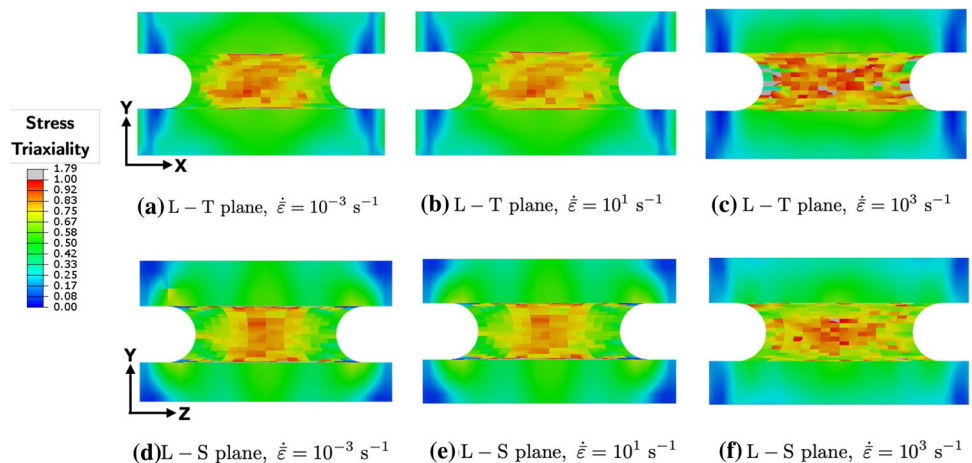 Stress
Triaxiality
1.79
1.00
0.92
0.83
0.75
0.67
0.58
0.50
0.42
0.33
0.25
0.17
0.08
0.00
Y
X
(a) L − T plane, ε̄̇ = 10⁻³ s⁻¹
(b) L − T plane, ε̄̇ = 10¹ s⁻¹
(c) L − T plane, ε̄̇ = 10³ s⁻¹
Y
Z
(d) L − S plane, ε̄̇ = 10⁻³ s⁻¹
(e) L − S plane, ε̄̇ = 10¹ s⁻¹
(f) L − S plane, ε̄̇ = 10³ s⁻¹